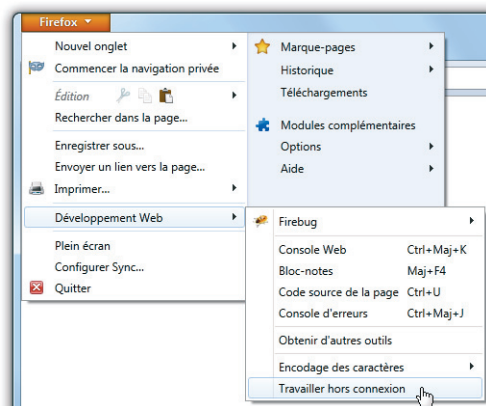 Firefox
Nouvel onglet
Commencer la navigation privée
Édition
Rechercher dans la page...
Enregistrer sous...
Envoyer un lien vers la page...
Imprimer...
Développement Web
Plein écran
Configurer Sync...
Quitter
Marque-pages
Historique
Téléchargements
Modules complémentaires
Options
Aide
Firebug
Console Web Ctrl+Maj+K
Bloc-notes Maj+F4
Code source de la page Ctrl+U
Console d'erreurs Ctrl+Maj+J
Obtenir d'autres outils
Encodage des caractères
Travailler hors connexion